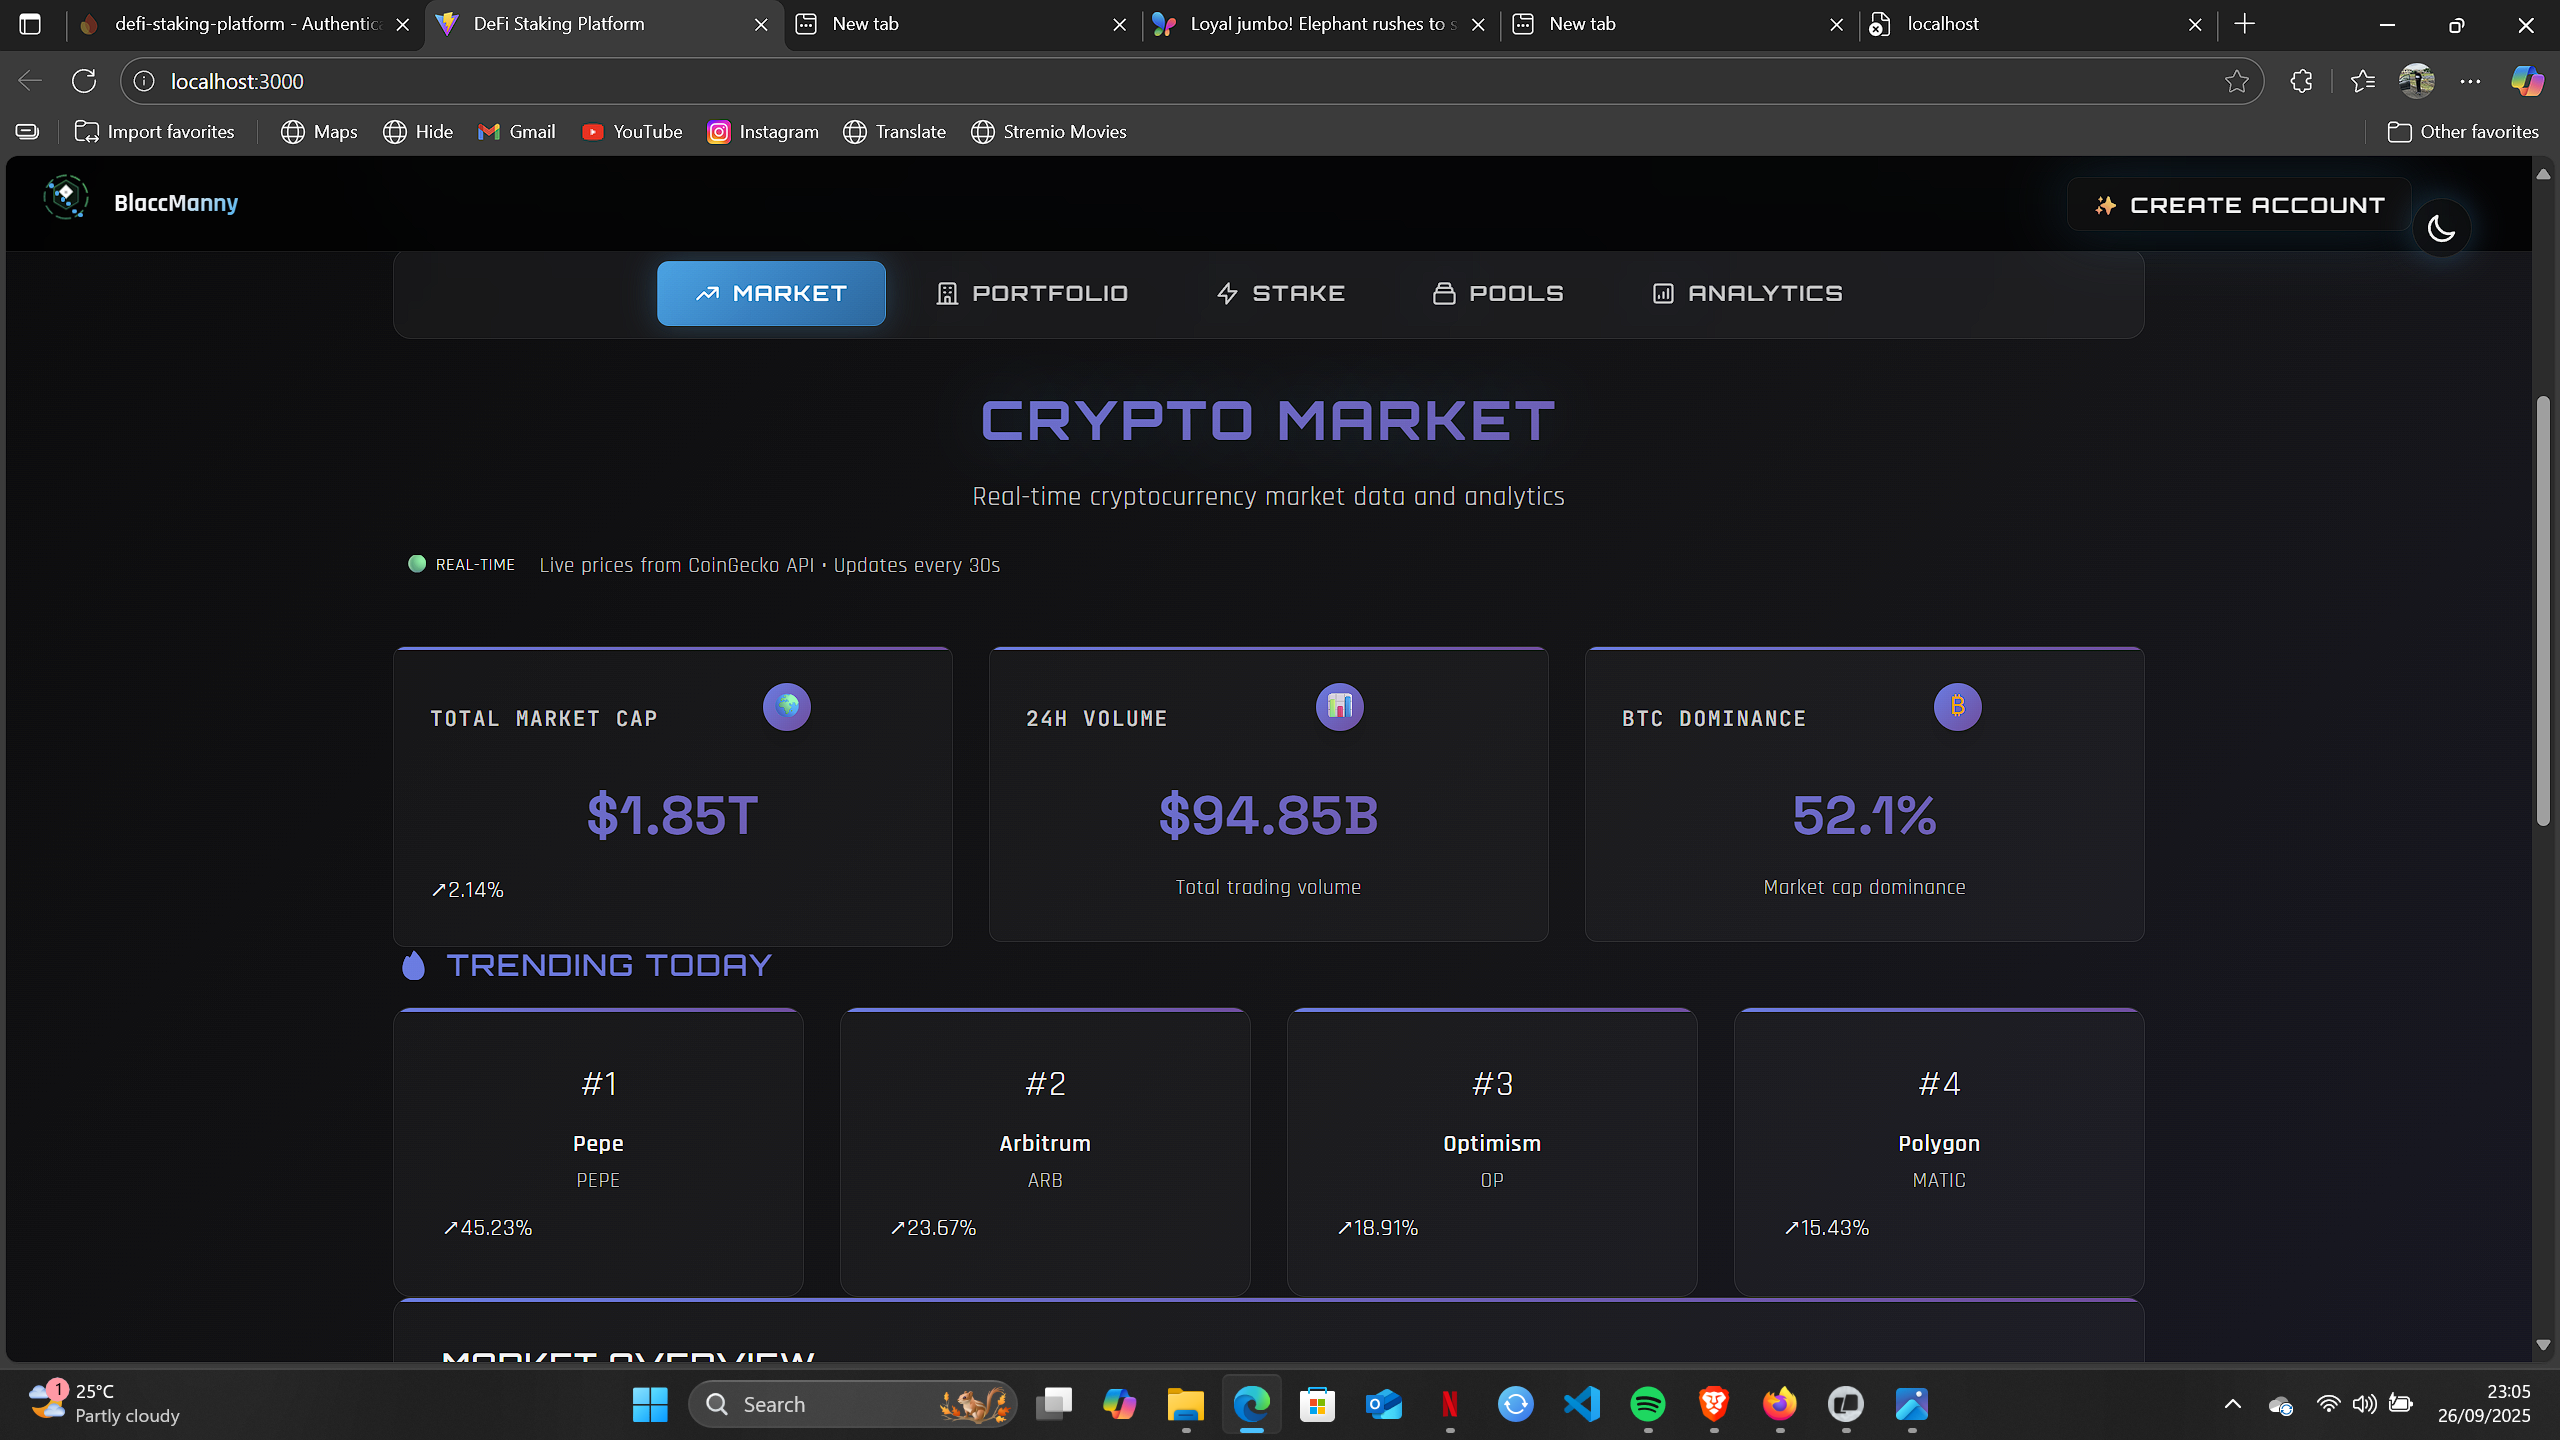 defi-staking-platform - Authentic
DeFi Staking Platform
New tab
Loyal jumbo! Elephant rushes to s
New tab
localhost
localhost:3000
Import favorites
Maps
Hide
Gmail
YouTube
Instagram
Translate
Stremio Movies
Other favorites
BlaccManny
CREATE ACCOUNT
MARKET
PORTFOLIO
STAKE
POOLS
ANALYTICS
CRYPTO MARKET
Real-time cryptocurrency market data and analytics
REAL-TIME
Live prices from CoinGecko API • Updates every 30s
TOTAL MARKET CAP
$1.85T
↗2.14%
24H VOLUME
$94.85B
Total trading volume
BTC DOMINANCE
₿
52.1%
Market cap dominance
TRENDING TODAY
#1
Pepe
PEPE
↗45.23%
#2
Arbitrum
ARB
↗23.67%
#3
Optimism
OP
↗18.91%
#4
Polygon
MATIC
↗15.43%
MARKET OVERVIEW
1
25°C
Partly cloudy
Search
23:05
26/09/2025